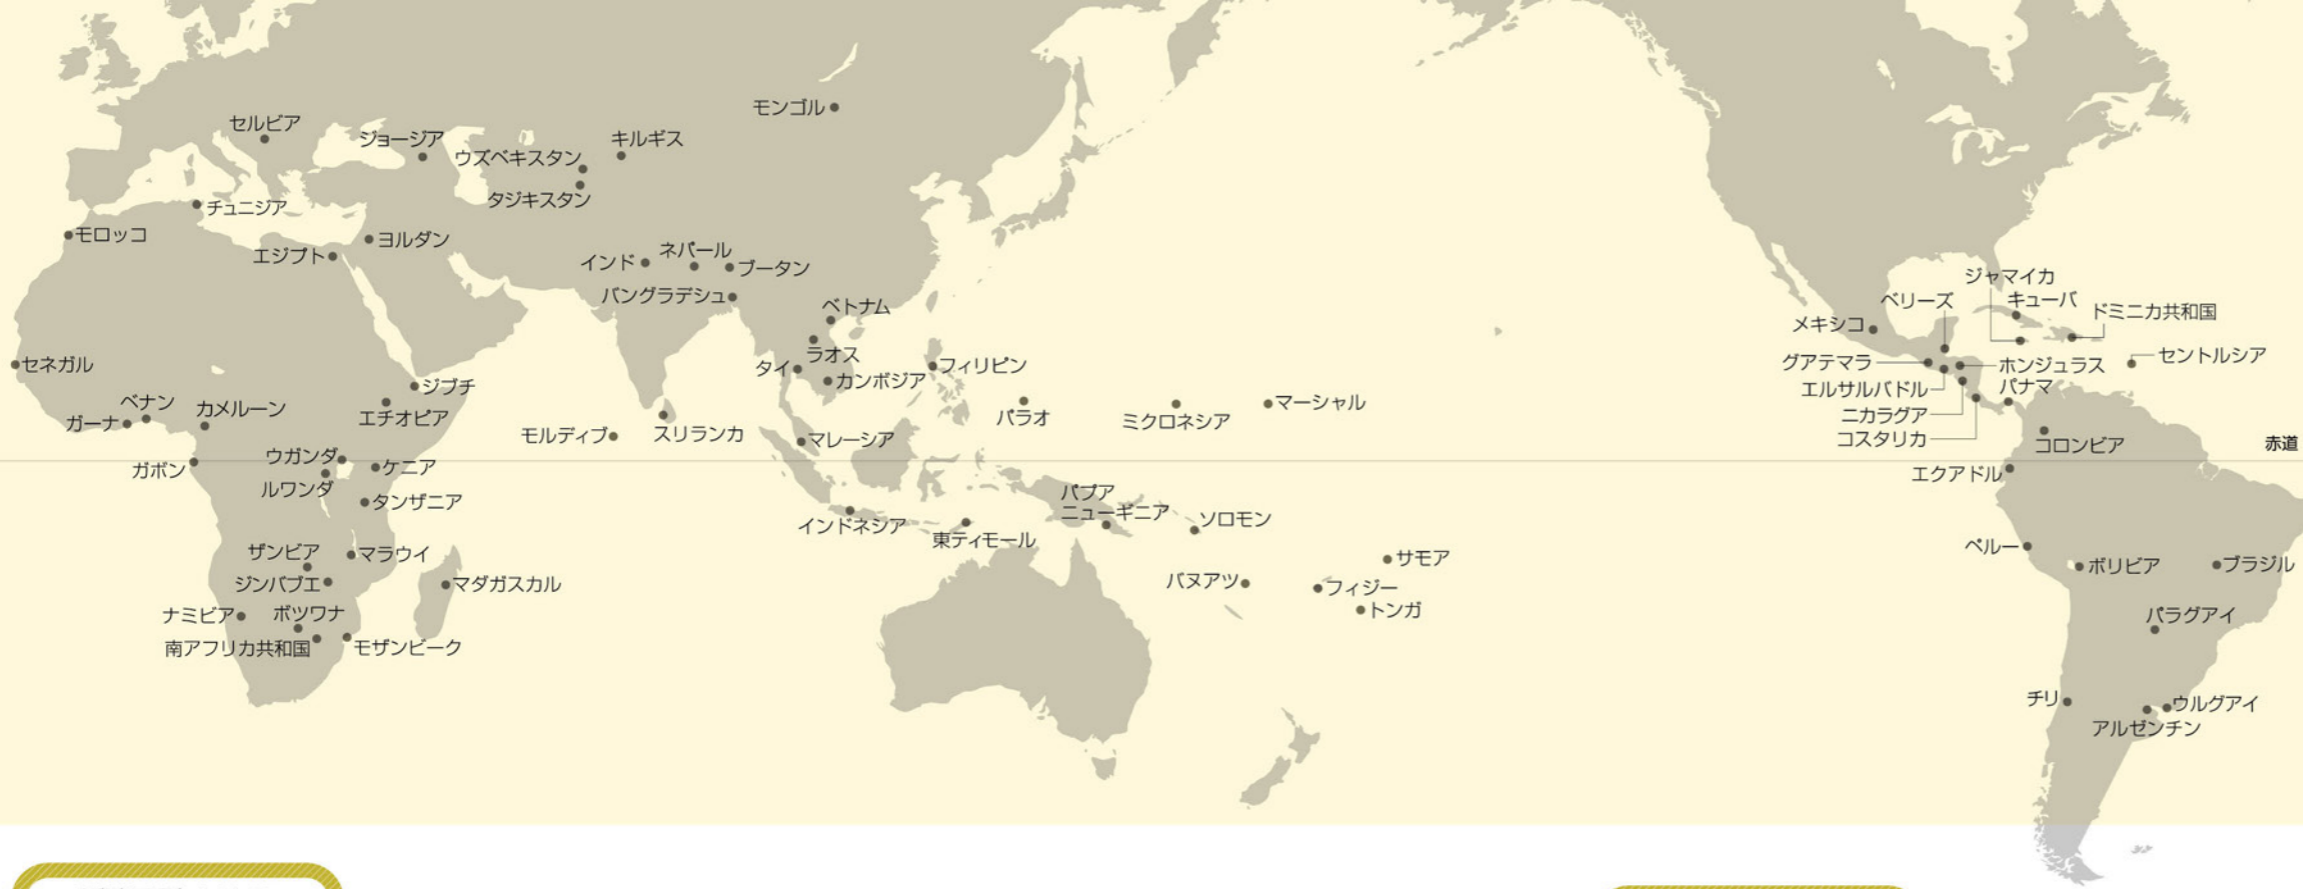 モンゴル
セルビア
ジョージア
キルギス
ウズベキスタン
タジキスタン
チュニジア
モロッコ
ヨルダン
エジプト
インド
ネパール
ブータン
バングラデシュ
ベトナム
ラオス
タイ
カンボジア
フィリピン
セネガル
ジブチ
エチオピア
ベナン
カメルーン
ガーナ
ガボン
ウガンダ
ケニア
ルワンダ
タンザニア
モルディブ
スリランカ
マレーシア
パラオ
ミクロネシア
マーシャル
インドネシア
東ティモール
パプア
ニューギニア
ソロモン
ザンビア
マラウイ
ジンバブエ
マダガスカル
ナミビア
ボツワナ
南アフリカ共和国
モザンビーク
サモア
バヌアツ
フィジー
トンガ
ジャマイカ
ベリーズ
キューバ
ドミニカ共和国
メキシコ
セントルシア
グアテマラ
ホンジュラス
エルサルバドル
パナマ
ニカラグア
コスタリカ
コロンビア
赤道
エクアドル
ペルー
ボリビア
ブラジル
パラグアイ
チリ
ウルグアイ
アルゼンチン